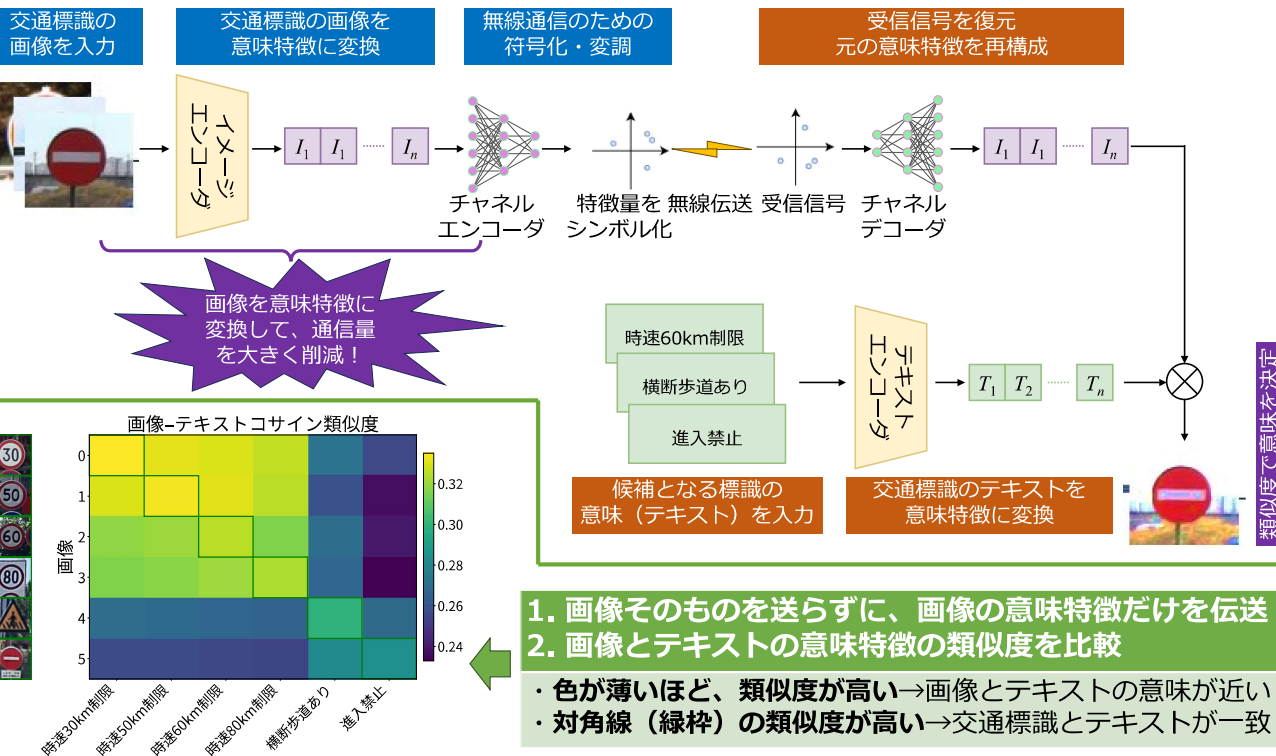 交通標識の
画像を入力
交通標識の画像を
意味特徴に変換
無線通信のための
符号化・変調
受信信号を復元
元の意味特徴を再構成
イメージ
エンコーダ
I1 I1 ...... In
チャネル
エンコーダ
特徴量を
シンボル化
無線伝送
受信信号
チャネル
デコーダ
I1 I1 ...... In
画像を意味特徴に
変換して、通信量
を大きく削減！
時速60km制限
横断歩道あり
進入禁止
テキスト
エンコーダ
T1 T2 ...... Tn
類似度で意味を決定
候補となる標識の
意味（テキスト）を入力
交通標識のテキストを
意味特徴に変換
画像–テキストコサイン類似度
30
50
60
80
画像
0
1
2
3
4
5
0.32
0.30
0.28
0.26
0.24
時速30km制限
時速50km制限
時速60km制限
時速80km制限
横断歩道あり
進入禁止
1. 画像そのものを送らずに、画像の意味特徴だけを伝送
2. 画像とテキストの意味特徴の類似度を比較
・色が薄いほど、類似度が高い→画像とテキストの意味が近い
・対角線（緑枠）の類似度が高い→交通標識とテキストが一致